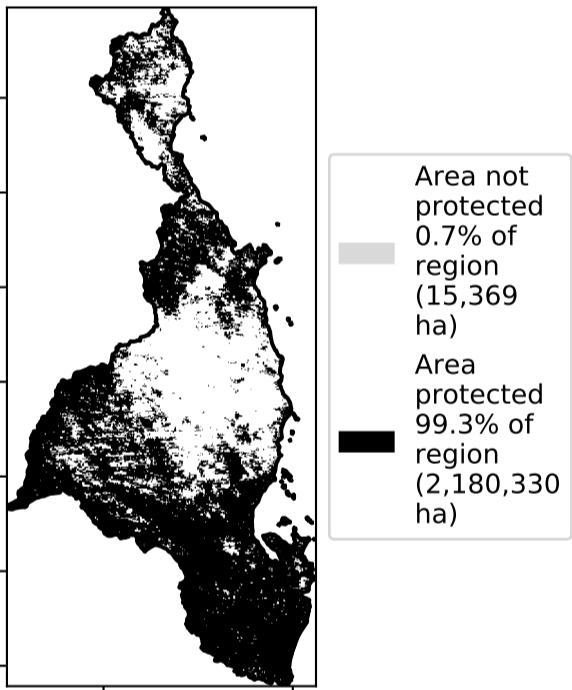 Area not
protected
0.7% of
region
(15,369
ha)
Area
protected
99.3% of
region
(2,180,330
ha)